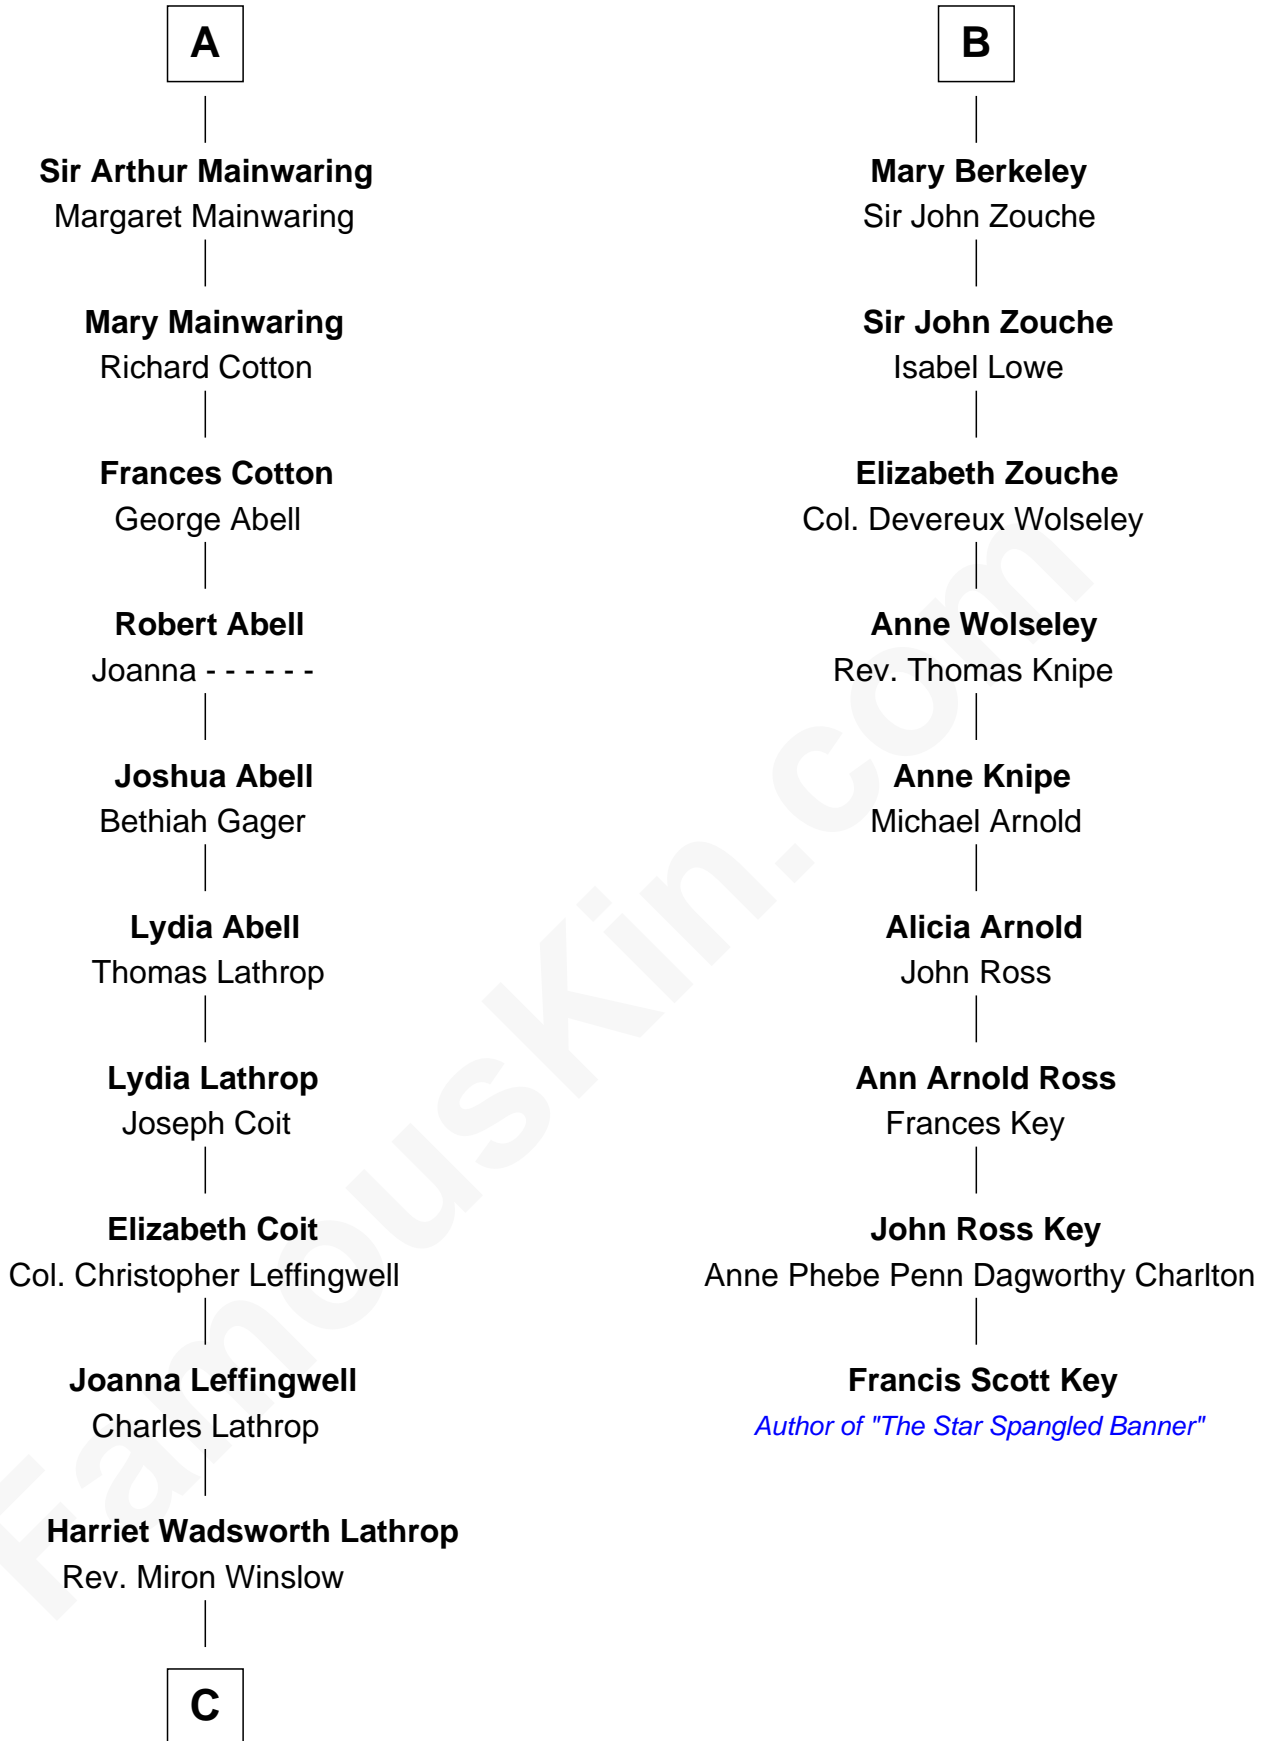 A
Sir Arthur Mainwaring
Margaret Mainwaring
Mary Mainwaring
Richard Cotton
Frances Cotton
George Abell
Robert Abell
Joanna - - - - - -
Joshua Abell
Bethiah Gager
Lydia Abell
Thomas Lathrop
Lydia Lathrop
Joseph Coit
Elizabeth Coit
Col. Christopher Leffingwell
Joanna Leffingwell
Charles Lathrop
Harriet Wadsworth Lathrop
Rev. Miron Winslow
C
B
Mary Berkeley
Sir John Zouche
Sir John Zouche
Isabel Lowe
Elizabeth Zouche
Col. Devereux Wolseley
Anne Wolseley
Rev. Thomas Knipe
Anne Knipe
Michael Arnold
Alicia Arnold
John Ross
Ann Arnold Ross
Frances Key
John Ross Key
Anne Phebe Penn Dagworthy Charlton
Francis Scott Key
Author of "The Star Spangled Banner"
FamousKin.com